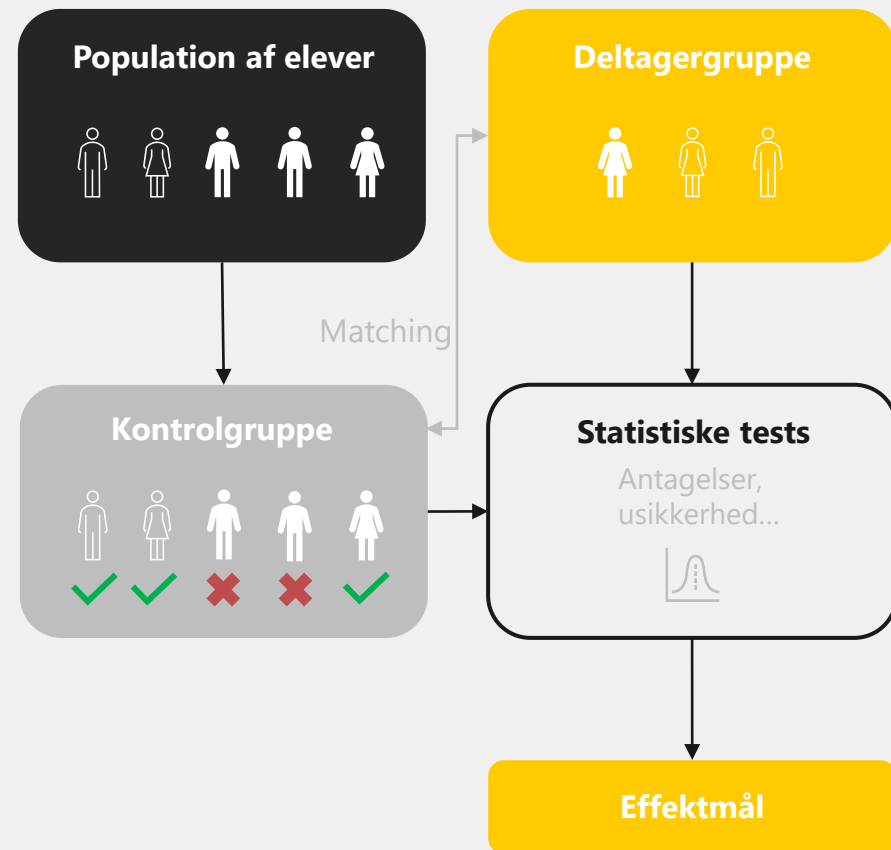 Population af elever
Deltagergruppe
Matching
Kontrolgruppe
Statistiske tests
Antagelser,
usikkerhed...
Effektmål